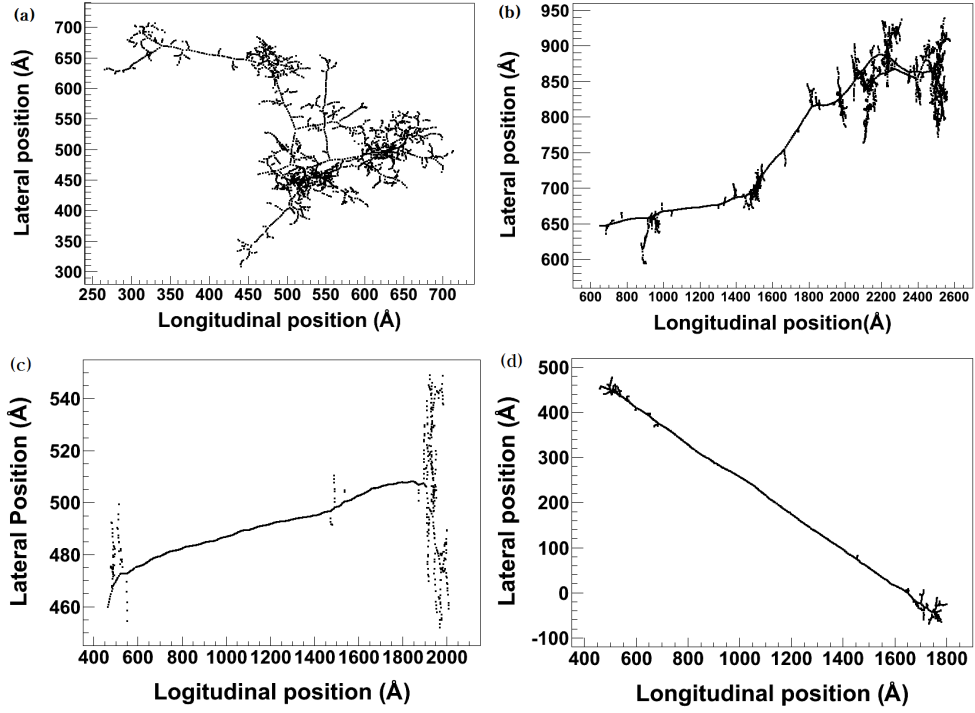 (a)
Lateral position (Å)
700
650
600
550
500
450
400
350
300
250 300 350 400 450 500 550 600 650 700
Longitudinal position (Å)
(b)
Lateral position (Å)
950
900
850
800
750
700
650
600
600 800 1000 1200 1400 1600 1800 2000 2200 2400 2600
Longitudinal position(Å)
(c)
Lateral Position (Å)
540
520
500
480
460
400 600 800 1000 1200 1400 1600 1800 2000
Logitudinal position (Å)
(d)
Lateral position (Å)
500
400
300
200
100
0
-100
400 600 800 1000 1200 1400 1600 1800
Longitudinal position (Å)